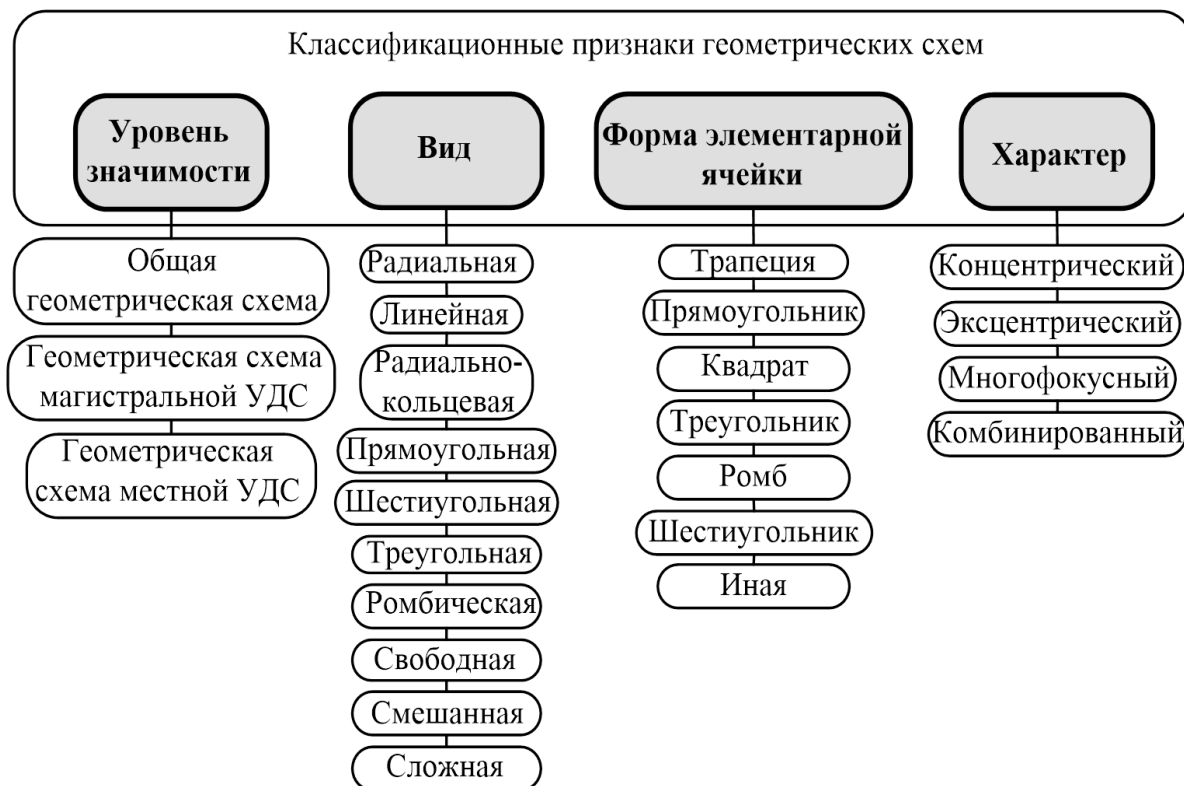 Классификационные признаки геометрических схем
Уровень
значимости
Общая
геометрическая схема
Геометрическая схема
магистральной УДС
Геометрическая
схема местной УДС
Вид
Радиальная
Линейная
Радиально-
кольцевая
Прямоугольная
Шестиугольная
Треугольная
Ромбическая
Свободная
Смешанная
Сложная
Форма элементарной
ячейки
Трапеция
Прямоугольник
Квадрат
Треугольник
Ромб
Шестиугольник
Иная
Характер
Концентрический
Эксцентрический
Многофокусный
Комбинированный